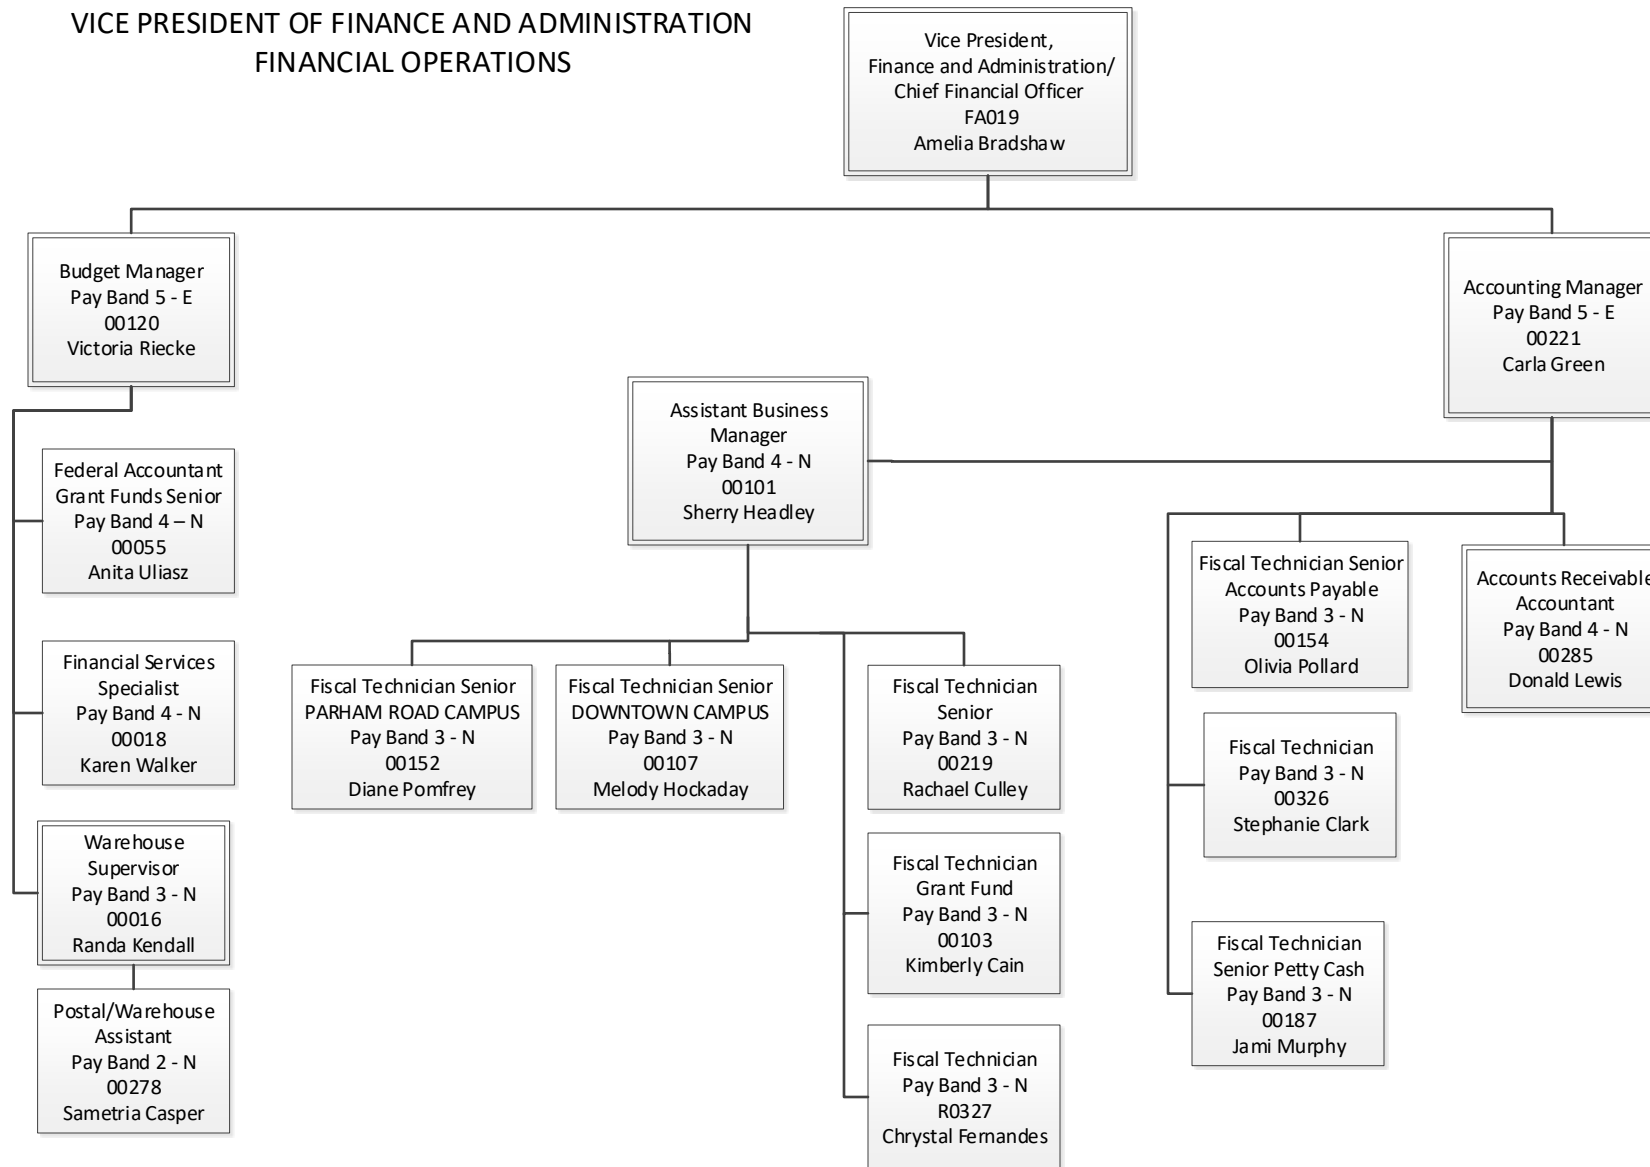 VICE PRESIDENT OF FINANCE AND ADMINISTRATION
FINANCIAL OPERATIONS
Vice President,
Finance and Administration/
Chief Financial Officer
FA019
Amelia Bradshaw
Budget Manager
Pay Band 5 - E
00120
Victoria Riecke
Accounting Manager
Pay Band 5 - E
00221
Carla Green
Assistant Business
Manager
Pay Band 4 - N
00101
Sherry Headley
Federal Accountant
Grant Funds Senior
Pay Band 4 – N
00055
Anita Uliasz
Financial Services
Specialist
Pay Band 4 - N
00018
Karen Walker
Warehouse
Supervisor
Pay Band 3 - N
00016
Randa Kendall
Postal/Warehouse
Assistant
Pay Band 2 - N
00278
Sametria Casper
Fiscal Technician Senior
PARHAM ROAD CAMPUS
Pay Band 3 - N
00152
Diane Pomfrey
Fiscal Technician Senior
DOWNTOWN CAMPUS
Pay Band 3 - N
00107
Melody Hockaday
Fiscal Technician
Senior
Pay Band 3 - N
00219
Rachael Culley
Fiscal Technician
Grant Fund
Pay Band 3 - N
00103
Kimberly Cain
Fiscal Technician
Pay Band 3 - N
R0327
Chrystal Fernandes
Fiscal Technician Senior
Accounts Payable
Pay Band 3 - N
00154
Olivia Pollard
Fiscal Technician
Pay Band 3 - N
00326
Stephanie Clark
Fiscal Technician
Senior Petty Cash
Pay Band 3 - N
00187
Jami Murphy
Accounts Receivable
Accountant
Pay Band 4 - N
00285
Donald Lewis